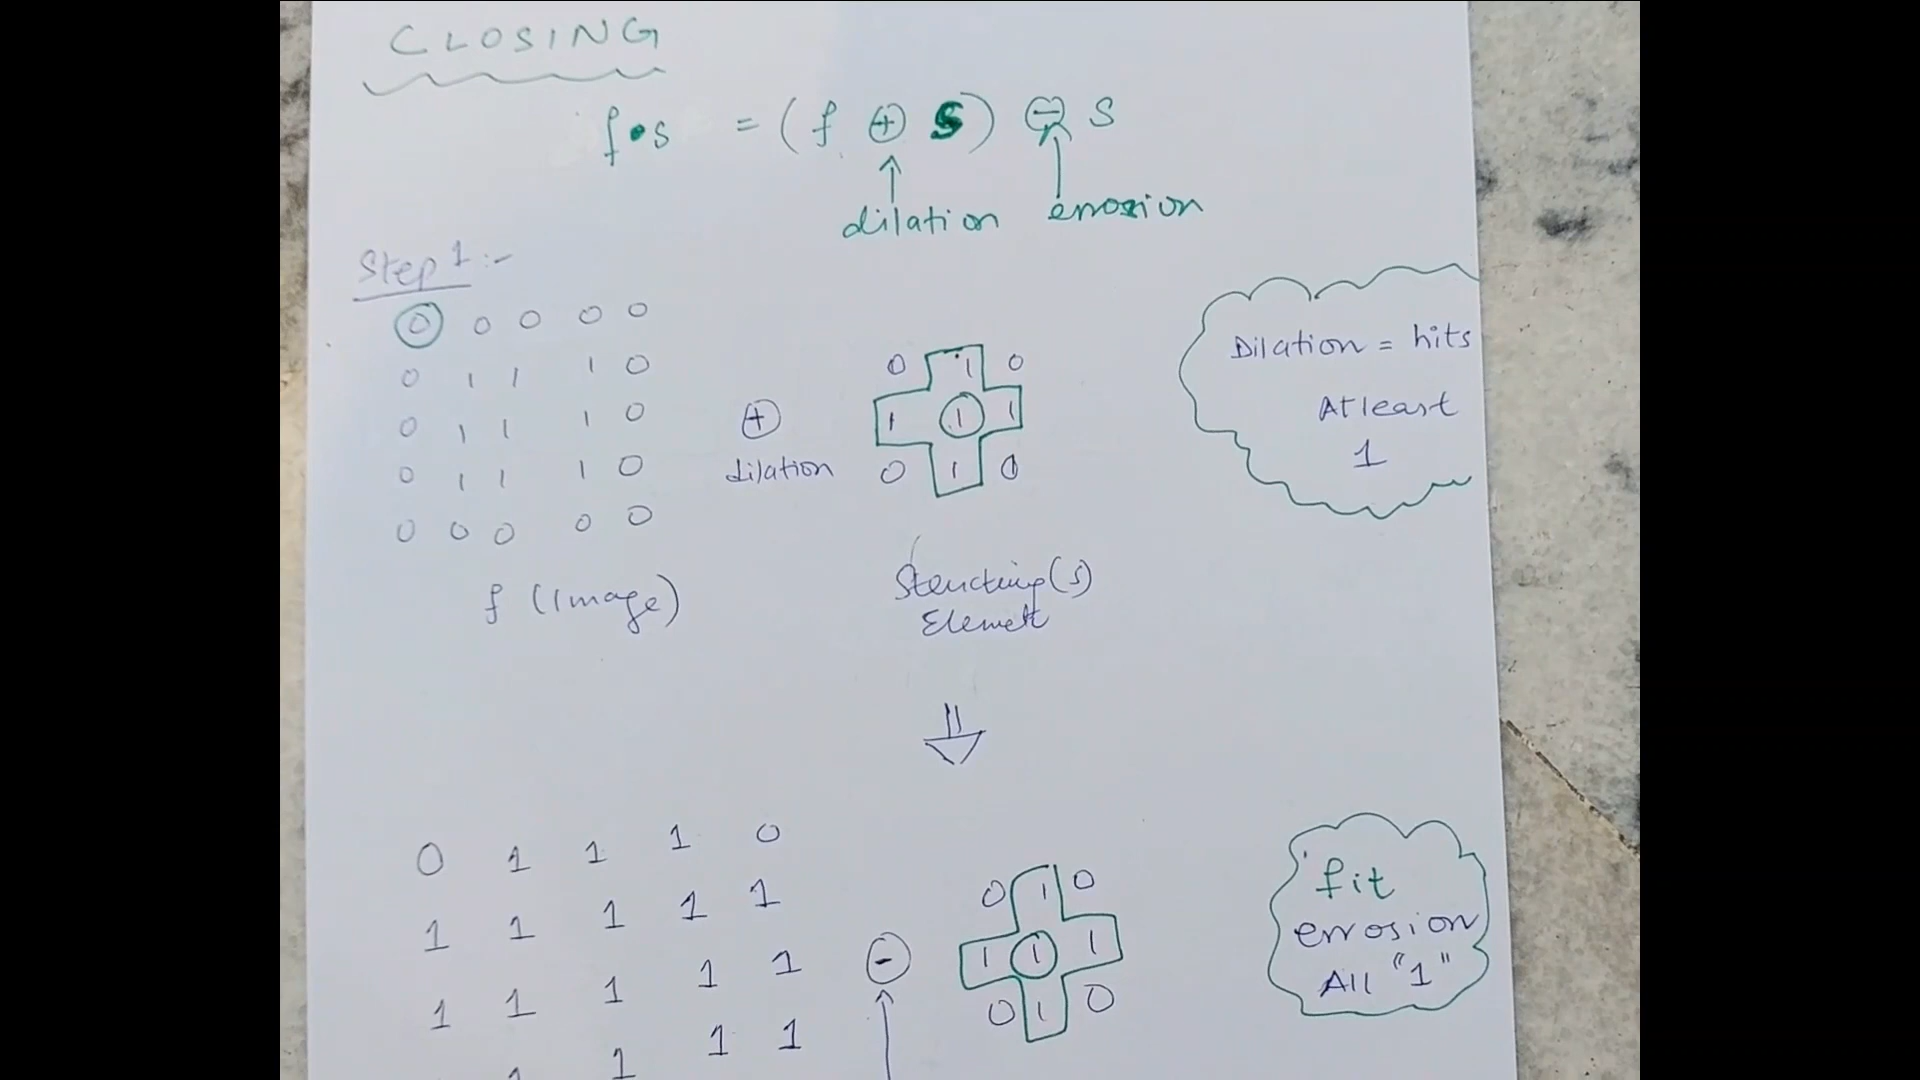 CLOSING
f•s = (f ⊕ s) ⊖ s
dilation errosion
Step 1:-
0 0 0 0 0
0 1 1 1 0
0 1 1 1 0
0 1 1 1 0
0 0 0 0 0
f (Image)
⊕
dilation
0 1 0
1 1 1
0 1 0
Structuring(s)
Element
Dilation = hits
Atleast
1
0 1 1 1 0
1 1 1 1 1
1 1 1 1 1
1 1 1
⊖
0 1 0
1 1 1
0 1 0
fit
errosion
All "1"